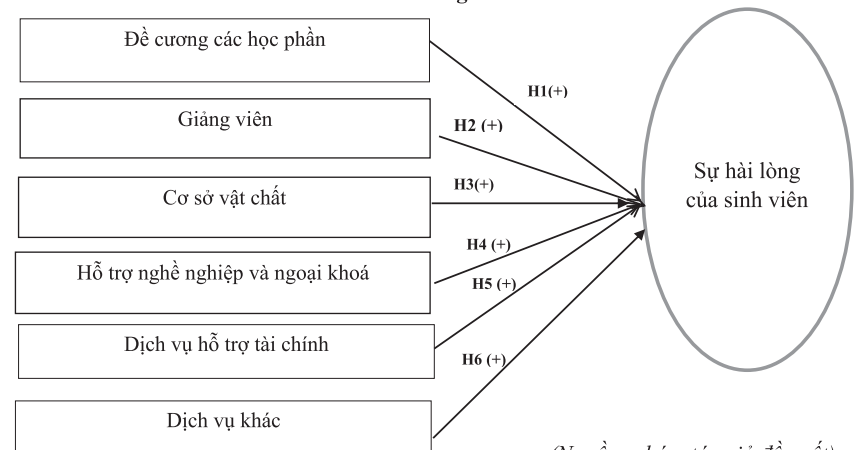 Đề cương các học phần
H1(+)
Giảng viên
H2 (+)
Cơ sở vật chất
H3(+)
Sự hài lòng
của sinh viên
Hỗ trợ nghề nghiệp và ngoại khoá
H4 (+)
H5 (+)
Dịch vụ hỗ trợ tài chính
H6 (+)
Dịch vụ khác